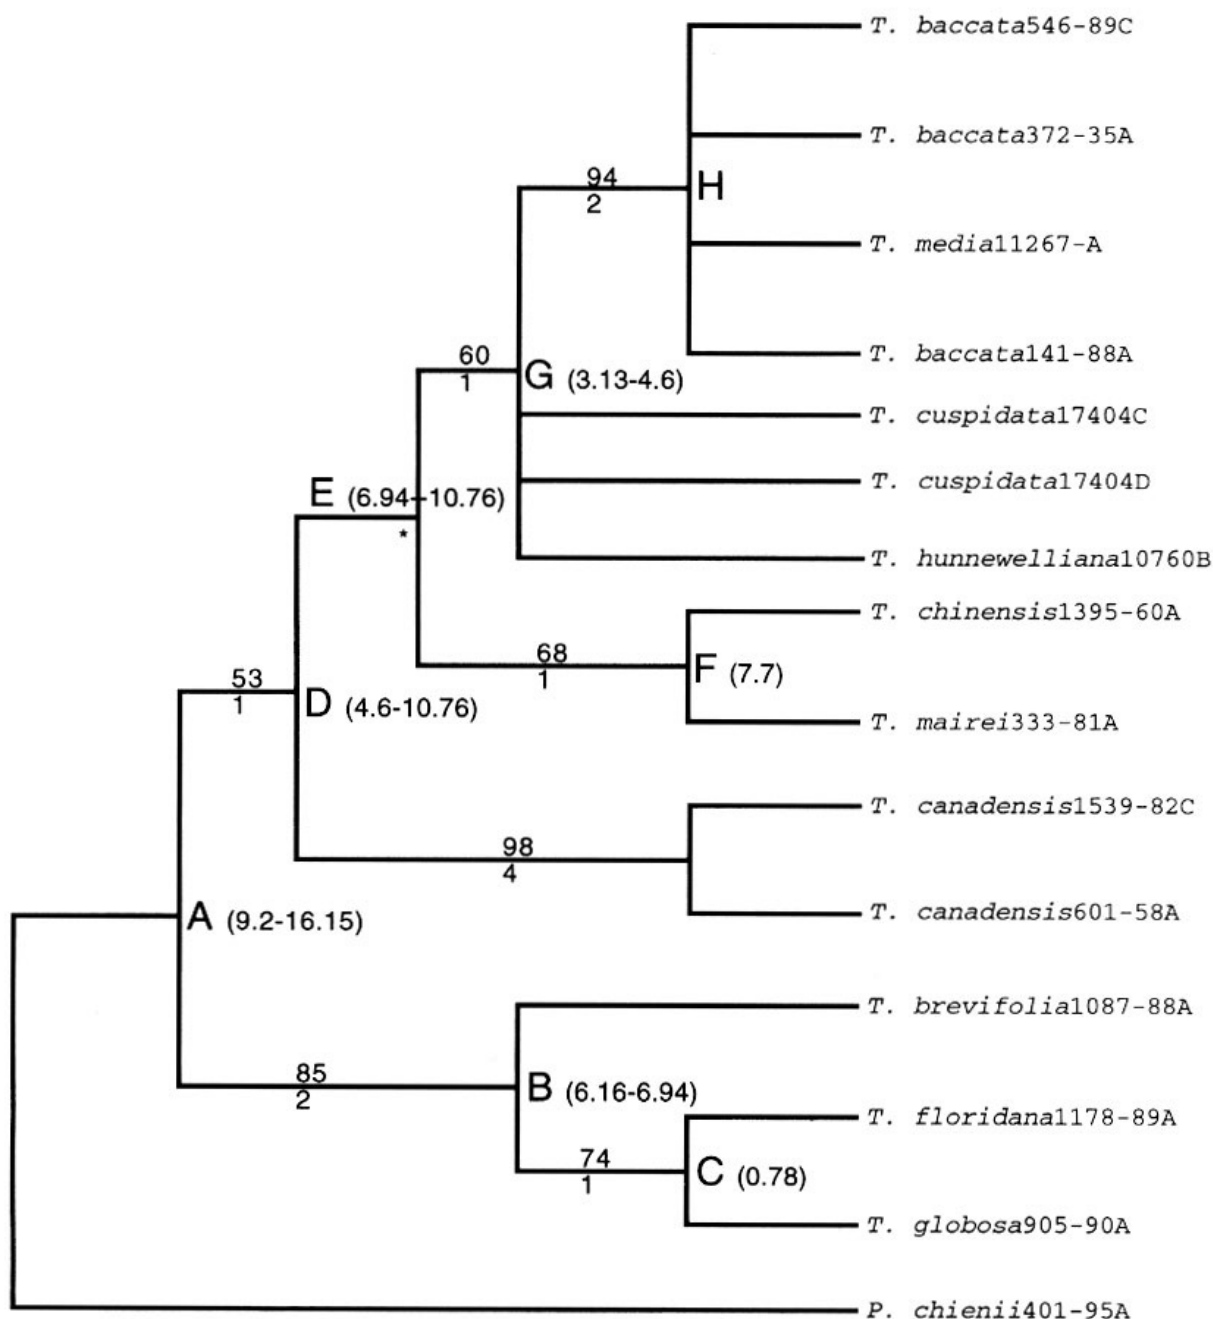 T. baccata546-89C
T. baccata372-35A
94
2
H
T. media11267-A
T. baccata141-88A
60
1
G (3.13-4.6)
T. cuspidata17404C
T. cuspidata17404D
E (6.94-10.76)
*
T. hunnewelliana10760B
T. chinensis1395-60A
68
1
F (7.7)
53
1
D (4.6-10.76)
T. mairei333-81A
T. canadensis1539-82C
98
4
T. canadensis601-58A
A (9.2-16.15)
T. brevifolia1087-88A
85
2
B (6.16-6.94)
T. floridana1178-89A
74
1
C (0.78)
T. globosa905-90A
P. chienii401-95A